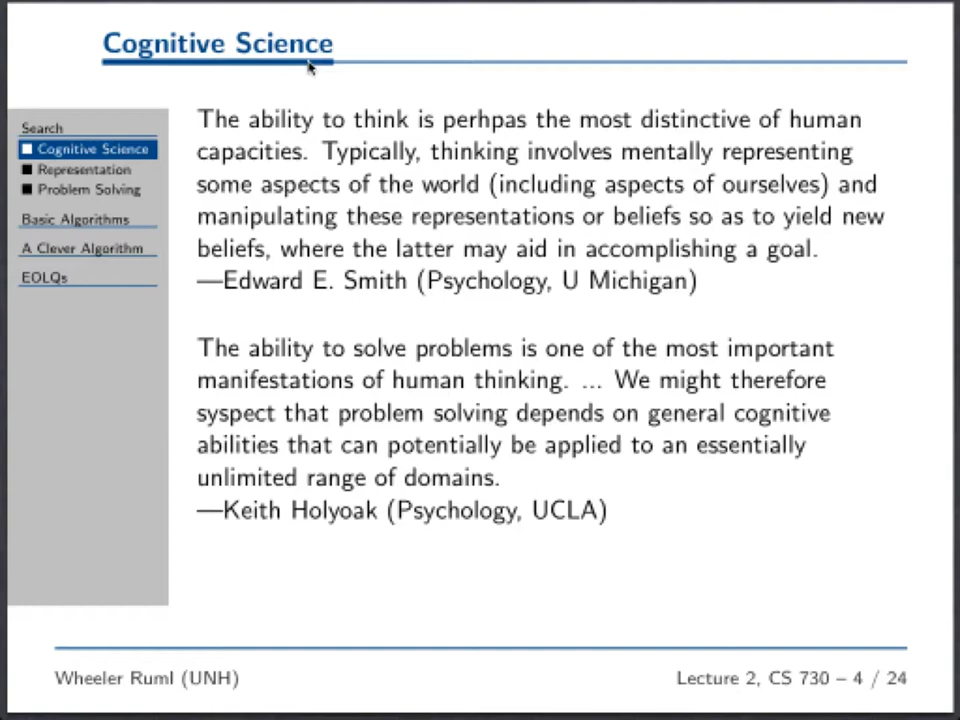 Cognitive Science
Search
Cognitive Science
Representation
Problem Solving
Basic Algorithms
A Clever Algorithm
EOLQs
The ability to think is perhpas the most distinctive of human
capacities. Typically, thinking involves mentally representing
some aspects of the world (including aspects of ourselves) and
manipulating these representations or beliefs so as to yield new
beliefs, where the latter may aid in accomplishing a goal.
—Edward E. Smith (Psychology, U Michigan)
The ability to solve problems is one of the most important
manifestations of human thinking. ... We might therefore
syspect that problem solving depends on general cognitive
abilities that can potentially be applied to an essentially
unlimited range of domains.
—Keith Holyoak (Psychology, UCLA)
Wheeler Ruml (UNH)
Lecture 2, CS 730 – 4 / 24